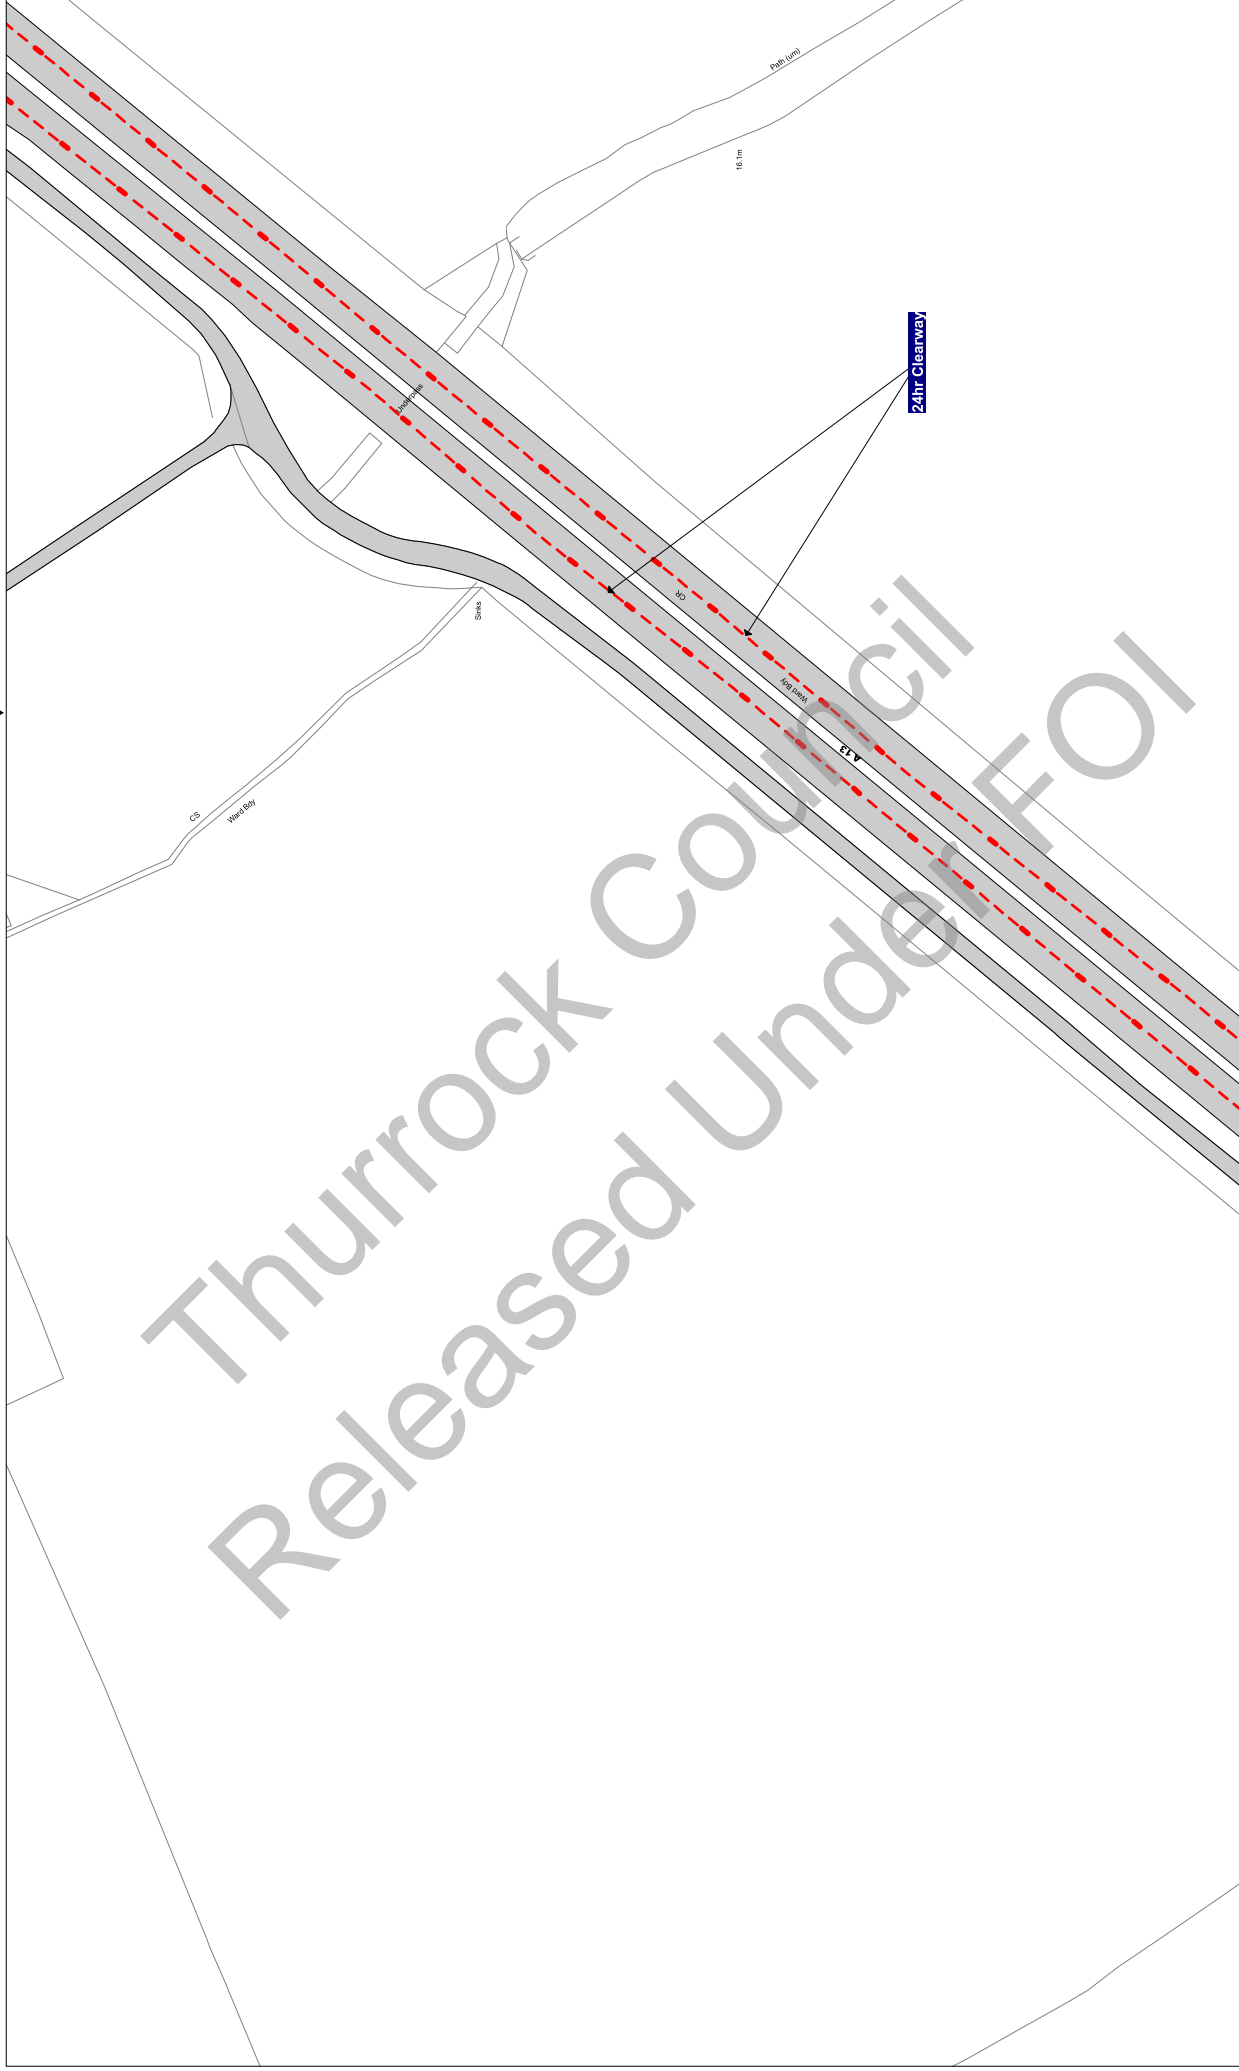 Path (um)
16.1m
24hr Clearway
Underpass
CR
Sinks
Ward Bdy
A 13
CS
Ward Bdy
Thurrock Council
Released Under FOI